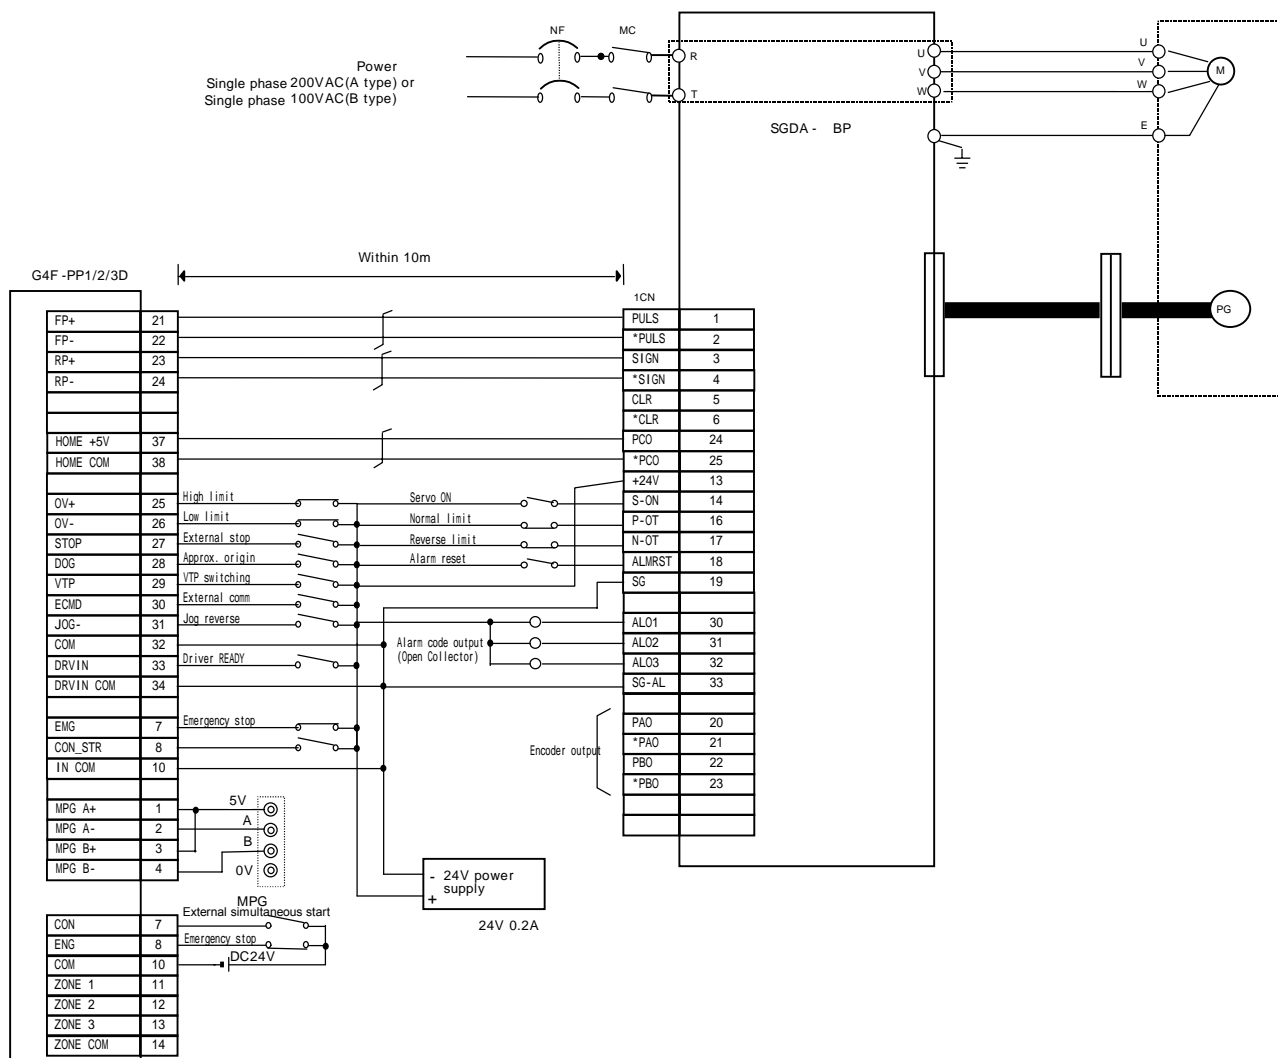 NF
MC
Power
Single phase 200VAC(A type) or
Single phase 100VAC(B type)
R
T
U
V
W
SGDA - BP
U
V
W
E
M
PG
Within 10m
G4F -PP1/2/3D
1CN
FP+ 21
FP- 22
RP+ 23
RP- 24
HOME +5V 37
HOME COM 38
OV+ 25 High limit
OV- 26 Low limit
STOP 27 External stop
DOG 28 Approx. origin
VTP 29 VTP switching
ECMD 30 External comm
JOG- 31 Jog reverse
COM 32
DRVIN 33 Driver READY
DRVIN COM 34
EMG 7 Emergency stop
CON_STR 8
IN COM 10
MPG A+ 1
MPG A- 2
MPG B+ 3
MPG B- 4
5V
A
B
0V
MPG
CON 7 External simultaneous start
ENG 8 Emergency stop
COM 10 DC24V
ZONE 1 11
ZONE 2 12
ZONE 3 13
ZONE COM 14
Servo ON
Normal limit
Reverse limit
Alarm reset
Alarm code output
(Open Collector)
Encoder output
- 24V power
supply
+
24V 0.2A
PULS 1
*PULS 2
SIGN 3
*SIGN 4
CLR 5
*CLR 6
PCO 24
*PCO 25
+24V 13
S-ON 14
P-OT 16
N-OT 17
ALMRST 18
SG 19
ALO1 30
ALO2 31
ALO3 32
SG-AL 33
PAO 20
*PAO 21
PBO 22
*PBO 23